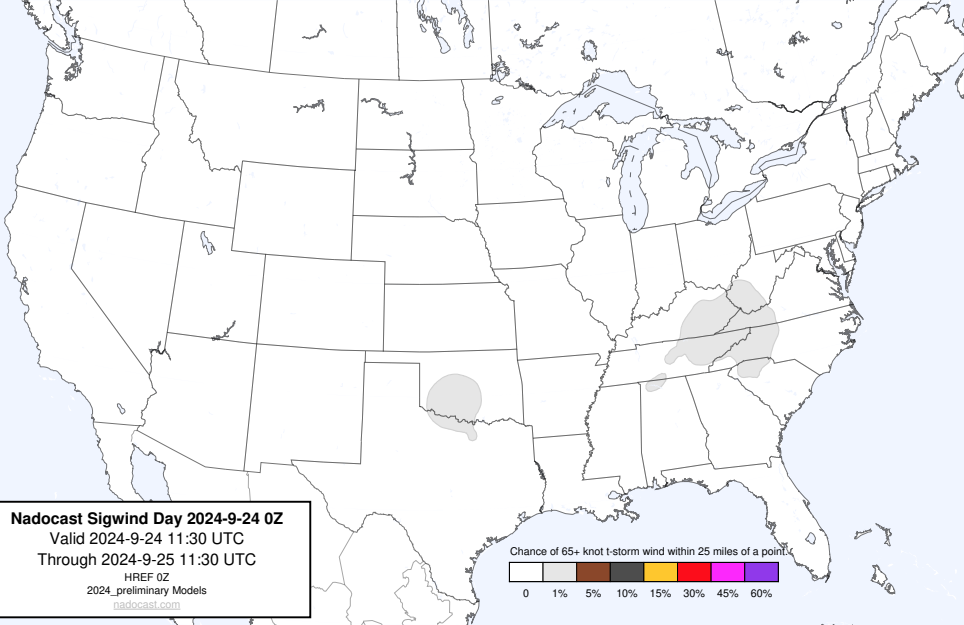 Nadocast Sigwind Day 2024-9-24 0Z
Valid 2024-9-24 11:30 UTC
Through 2024-9-25 11:30 UTC
HREF 0Z
2024_preliminary Models
nadocast.com
Chance of 65+ knot t-storm wind within 25 miles of a point.
0 1% 5% 10% 15% 30% 45% 60%